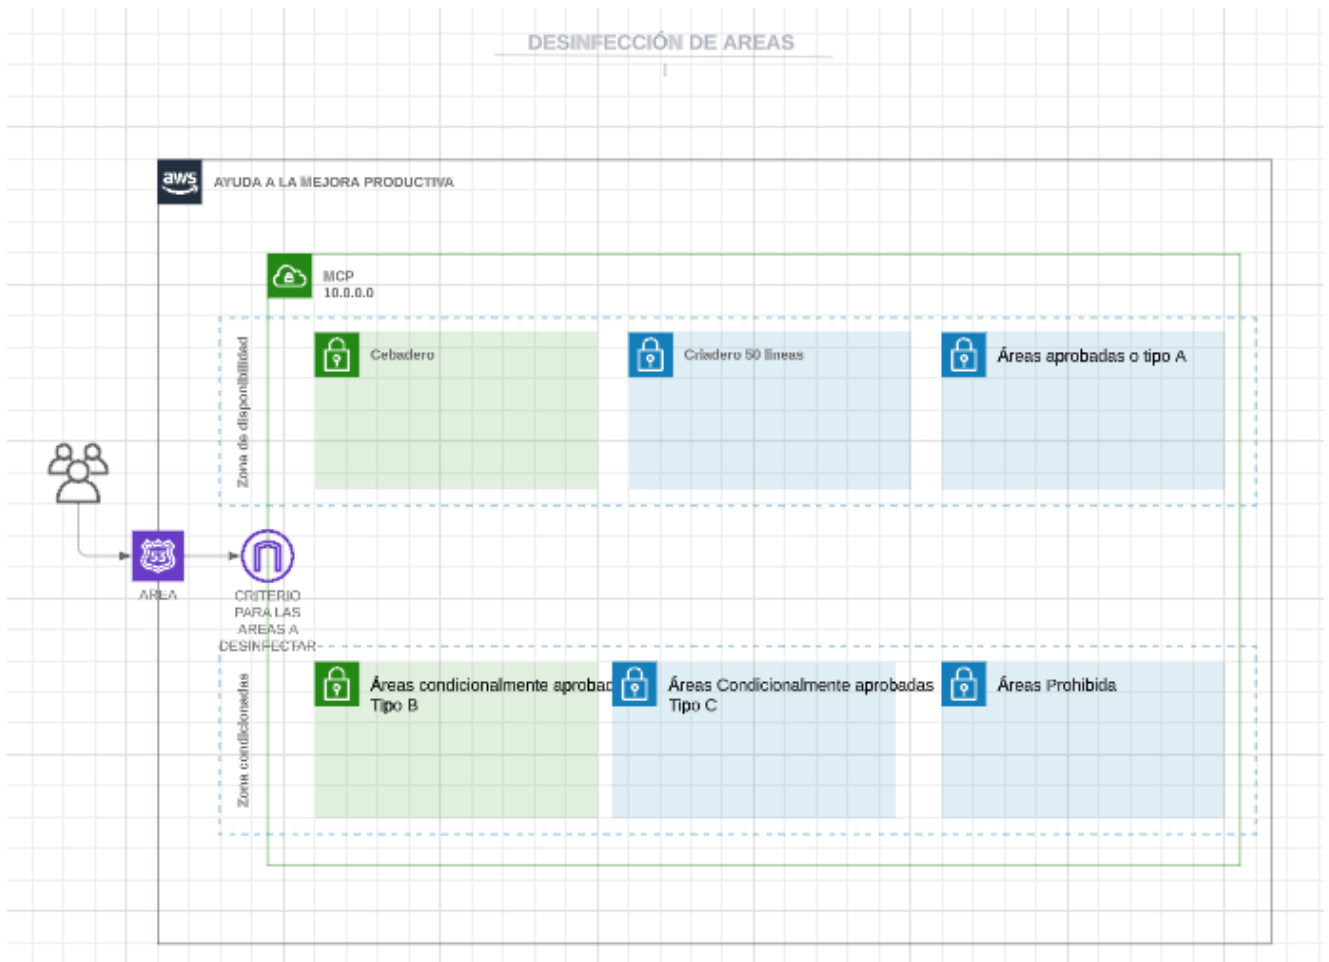 DESINFECCIÓN DE AREAS
aws
AYUDA A LA MEJORA PRODUCTIVA
MCP
10.0.0.0
Zona de disponibilidad
Cebadero
Criadero 50 lineas
Áreas aprobadas o tipo A
53
AREA
CRITERIO
PARA LAS
AREAS A
DESINFECTAR
Zona condicionadas
Áreas condicionalmente aprobad
Tipo B
Áreas Condicionalmente aprobadas
Tipo C
Áreas Prohibida